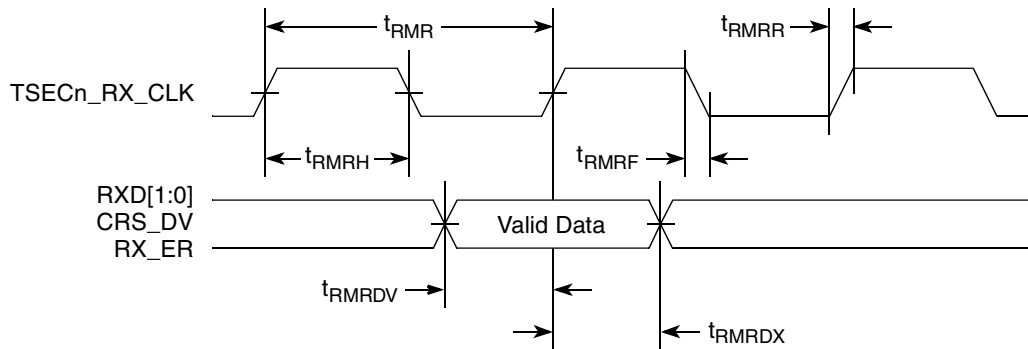 tRMR
tRMRR
TSECn_RX_CLK
tRMRH
tRMRF
RXD[1:0]
CRS_DV
Valid Data
RX_ER
tRMRDV
tRMRDX